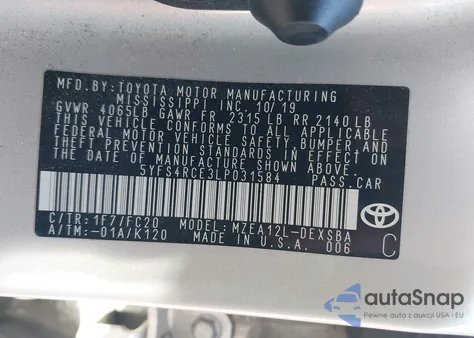 MFD.BY:TOYOTA MOTOR MANUFACTURING
MISSISSIPPI INC. 10/19
GVWR 4065LB GAWR FR 2315 LB RR 2140 LB
THIS VEHICLE CONFORMS TO ALL APPLICABLE
FEDERAL MOTOR VEHICLE SAFETY, BUMPER, AND
THEFT PREVENTION STANDARDS IN EFFECT ON
THE DATE OF MANUFACTURE SHOWN ABOVE.
5YFS4RCE3LP031584 PASS.CAR
C/TR:1F7/FC20 MODEL:MZEA12L-DEXSBA
A/TM:-01A/K120 MADE IN U.S.A. 006
TOYOTA
C
autoSnap
Pewne auto z USA - EU